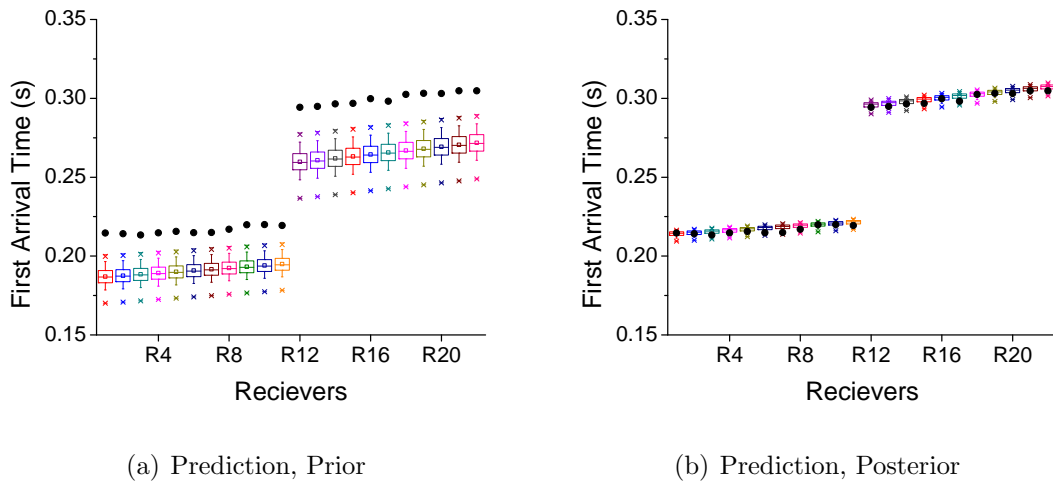 0.35
0.30
0.25
0.20
0.15
First Arrival Time (s)
R4 R8 R12 R16 R20
Recievers
(a) Prediction, Prior
0.35
0.30
0.25
0.20
0.15
First Arrival Time (s)
R4 R8 R12 R16 R20
Recievers
(b) Prediction, Posterior